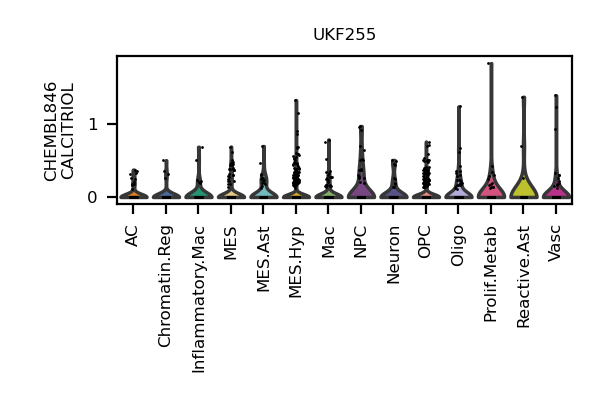 UKF255
CHEMBL846
CALCITRIOL
1
0
AC
Chromatin.Reg
Inflammatory.Mac
MES
MES.Ast
MES.Hyp
Mac
NPC
Neuron
OPC
Oligo
Prolif.Metab
Reactive.Ast
Vasc